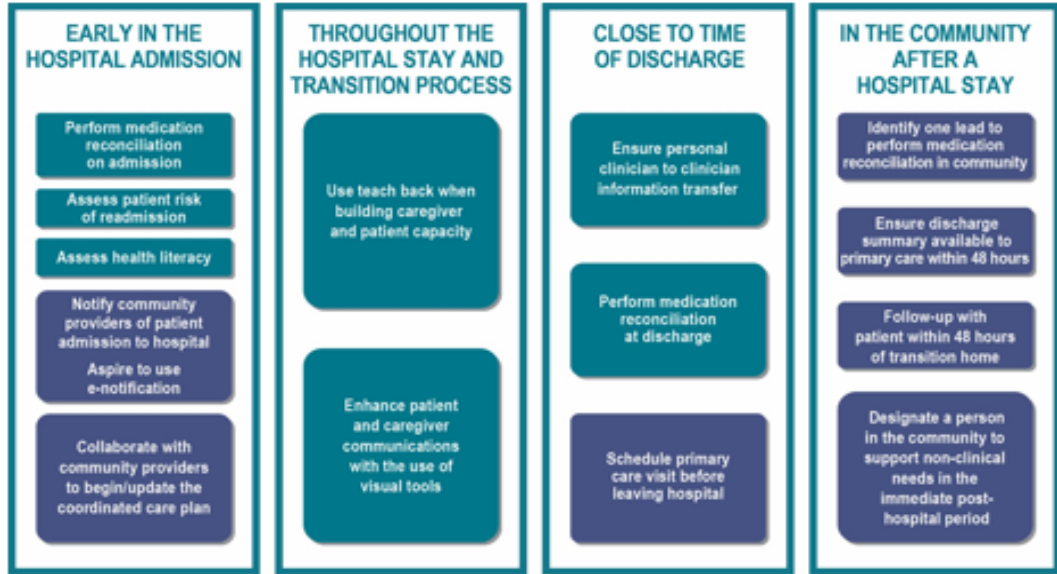 EARLY IN THE
HOSPITAL ADMISSION
Perform medication
reconciliation
on admission
Assess patient risk
of readmission
Assess health literacy
Notify community
providers of patient
admission to hospital
Aspire to use
e-notification
Collaborate with
community providers
to begin/update the
coordinated care plan
THROUGHOUT THE
HOSPITAL STAY AND
TRANSITION PROCESS
Use teach back when
building caregiver
and patient capacity
Enhance patient
and caregiver
communications
with the use of
visual tools
CLOSE TO TIME
OF DISCHARGE
Ensure personal
clinician to clinician
information transfer
Perform medication
reconciliation
at discharge
Schedule primary
care visit before
leaving hospital
IN THE COMMUNITY
AFTER A
HOSPITAL STAY
Identify one lead to
perform medication
reconciliation in community
Ensure discharge
summary available to
primary care within 48 hours
Follow-up with
patient within 48 hours
of transition home
Designate a person
in the community to
support non-clinical
needs in the
immediate post-
hospital period